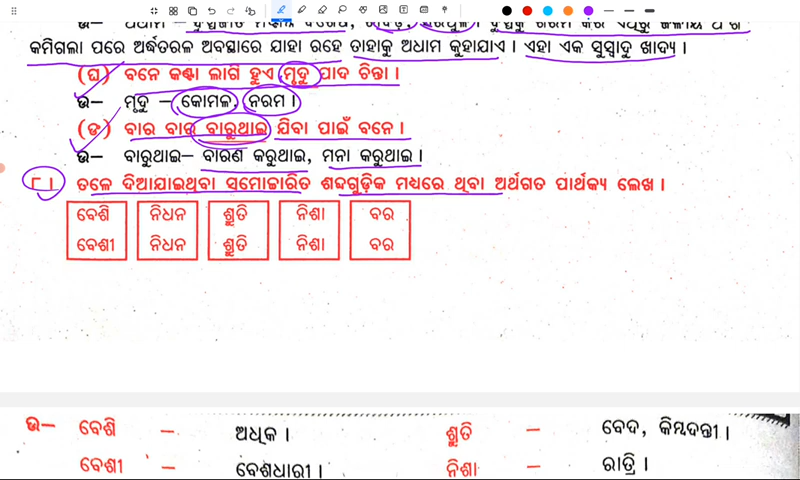 କମିଗଲା ପରେ ଅର୍ଦ୍ଧତରଳ ଅବସ୍ଥାରେ ଯାହା ରହେ ତାହାକୁ ଅଧାମ କୁହାଯାଏ । ଏହା ଏକ ସୁସ୍ୱାଦୁ ଖାଦ୍ୟ ।
(ଘ) ବନେ କଣ୍ଟା ଲାଗି ହୁଏ ମୃଦୁ ପାଦ ଚିନ୍ତା ।
ଉ– ମୃଦୁ – କୋମଳ, ନରମ ।
(ଙ) ବାର ବାର ବାରୁଥାଇ ଯିବା ପାଇଁ ବନେ ।
ଉ– ବାରୁଥାଇ– ବାରଣ କରୁଥାଇ, ମନା କରୁଥାଇ ।
୮ । ତଳେ ଦିଆଯାଇଥିବା ସମୋଚ୍ଚାରିତ ଶବ୍ଦଗୁଡ଼ିକ ମଧ୍ୟରେ ଥିବା ଅର୍ଥଗତ ପାର୍ଥକ୍ୟ ଲେଖ ।
ବେଶି ନିଧନ ଶ୍ରୁତି ନିଶା ବର
ବେଶୀ ନିଧନ ଶ୍ରୁତି ନିଶା ବର
ଉ– ବେଶି – ଅଧିକ । ଶ୍ରୁତି – ବେଦ, କିମ୍ବଦନ୍ତୀ ।
ବେଶୀ – ବେଶଧାରୀ । ନିଶା – ରାତ୍ରି ।